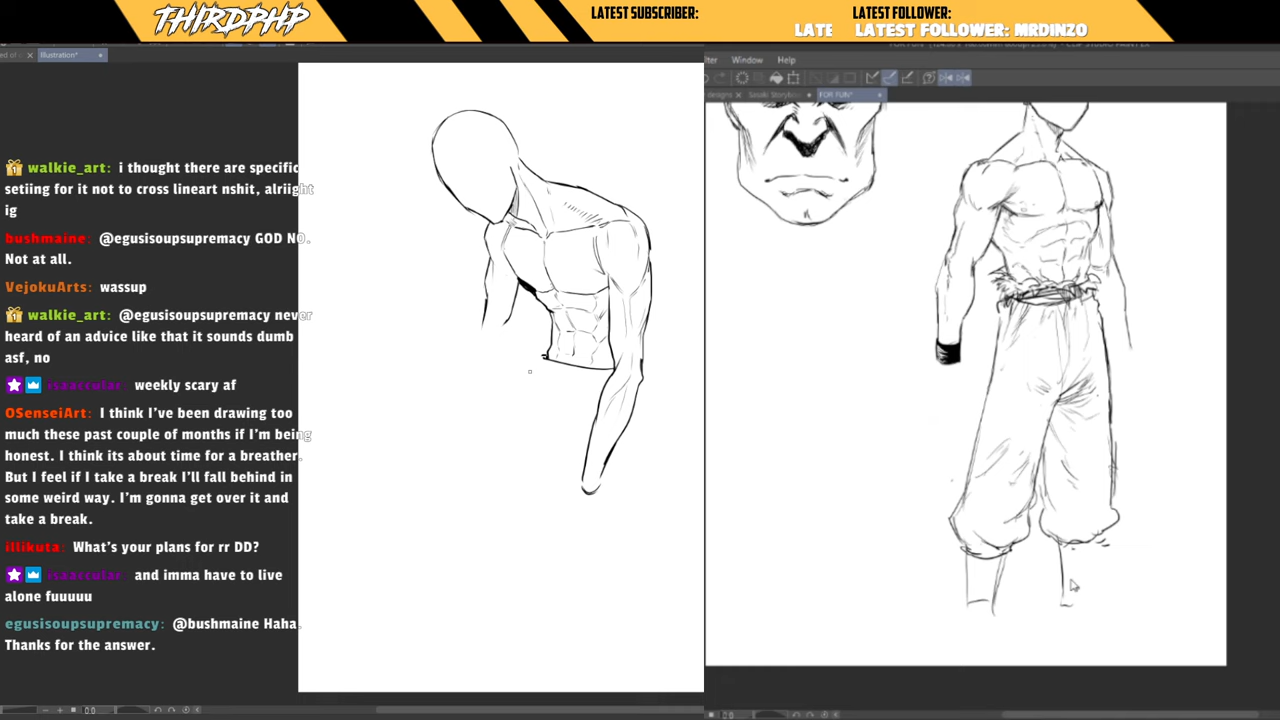 THIRDPHP
LATEST SUBSCRIBER:
LATEST FOLLOWER:
LATE
LATEST FOLLOWER: MRDINZO
Illustration*
Window Help
designs
FOR FUN*
walkie_art: i thought there are specific
setiing for it not to cross lineart nshit, alriight
ig
bushmaine: @egusisoupsupremacy GOD NO.
Not at all.
VejokuArts: wassup
walkie_art: @egusisoupsupremacy never
heard of an advice like that it sounds dumb
asf, no
isaaccular: weekly scary af
OSenseiArt: I think I've been drawing too
much these past couple of months if I'm being
honest. I think its about time for a breather.
But I feel if I take a break I'll fall behind in
some weird way. I'm gonna get over it and
take a break.
illikuta: What's your plans for rr DD?
isaaccular: and imma have to live
alone fuuuuu
egusisoupsupremacy: @bushmaine Haha.
Thanks for the answer.